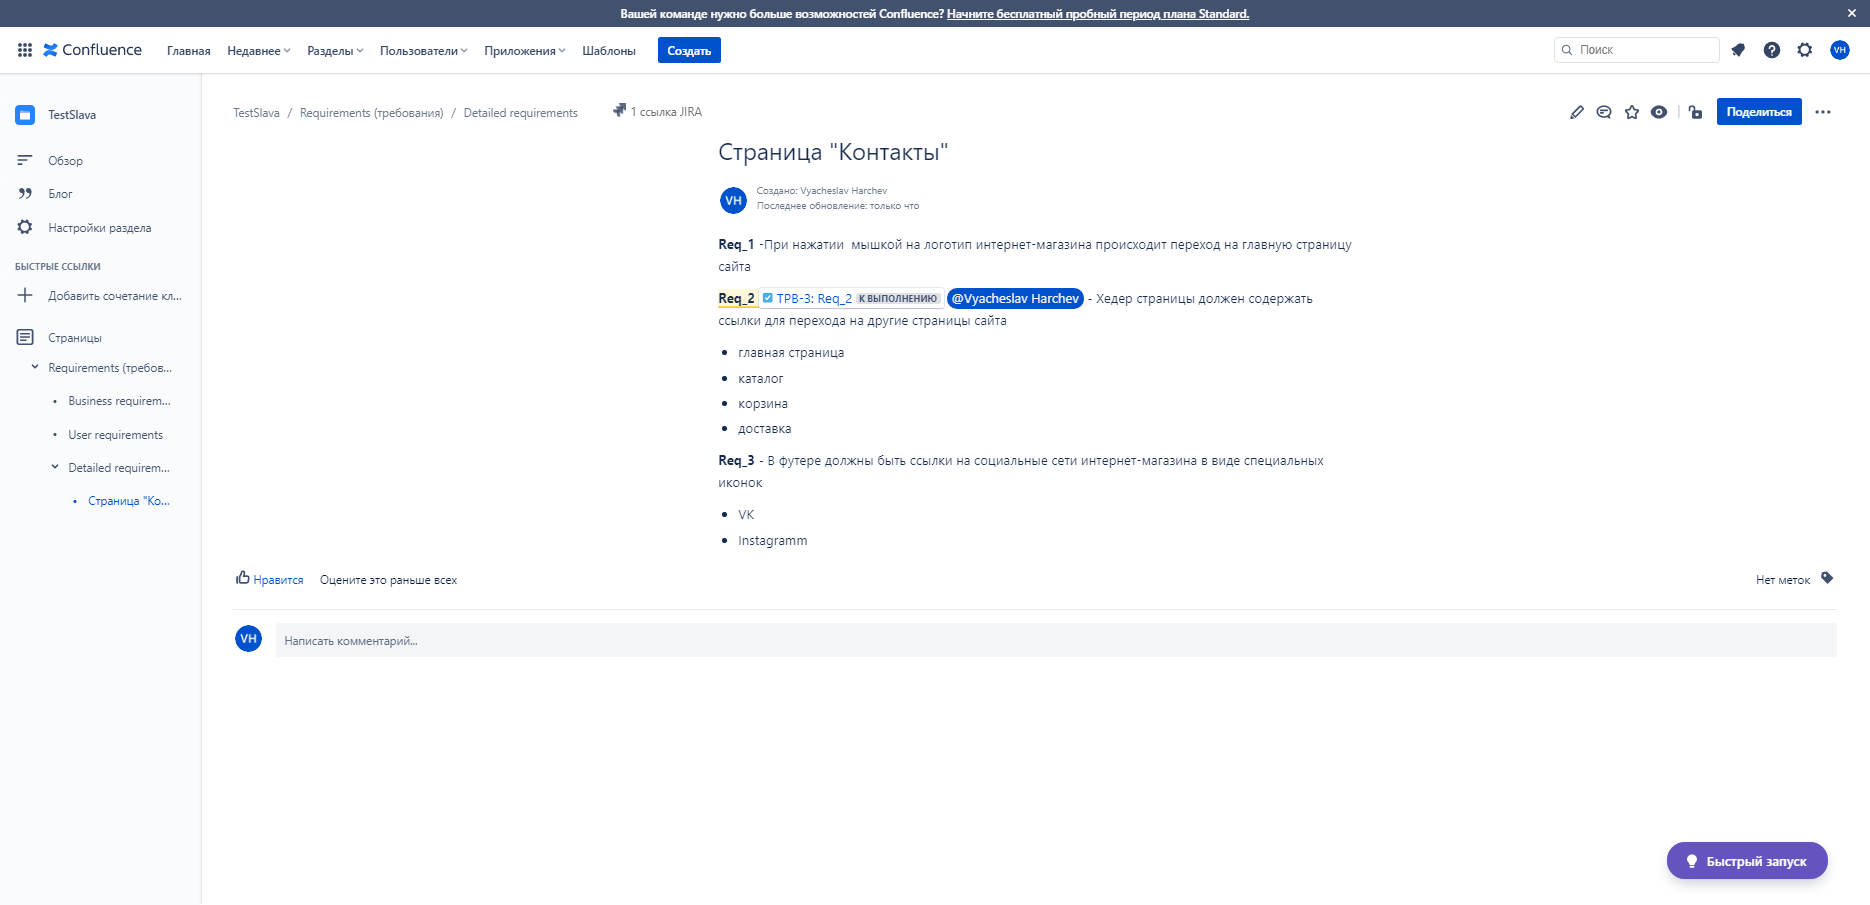 Вашей команде нужно больше возможностей Confluence? Начните бесплатный пробный период плана Standard.
Confluence Главная Недавнее Разделы Пользователи Приложения Шаблоны Создать Поиск VH
TestSlava
Обзор
Блог
Настройки раздела
БЫСТРЫЕ ССЫЛКИ
Добавить сочетание кл...
Страницы
Requirements (требов...
Business requirem...
User requirements
Detailed requirem...
Страница "Ко...
TestSlava / Requirements (требования) / Detailed requirements 1 ссылка JIRA
Поделиться
Страница "Контакты"
VH
Создано: Vyacheslav Harchev
Последнее обновление: только что
Req_1 -При нажатии мышкой на логотип интернет-магазина происходит переход на главную страницу
сайта
Req_2 TPB-3: Req_2 К ВЫПОЛНЕНИЮ @Vyacheslav Harchev - Хедер страницы должен содержать
ссылки для перехода на другие страницы сайта
• главная страница
• каталог
• корзина
• доставка
Req_3 - В футере должны быть ссылки на социальные сети интернет-магазина в виде специальных
иконок
• VK
• Instagramm
Нравится Оцените это раньше всех Нет меток
VH Написать комментарий...
Быстрый запуск